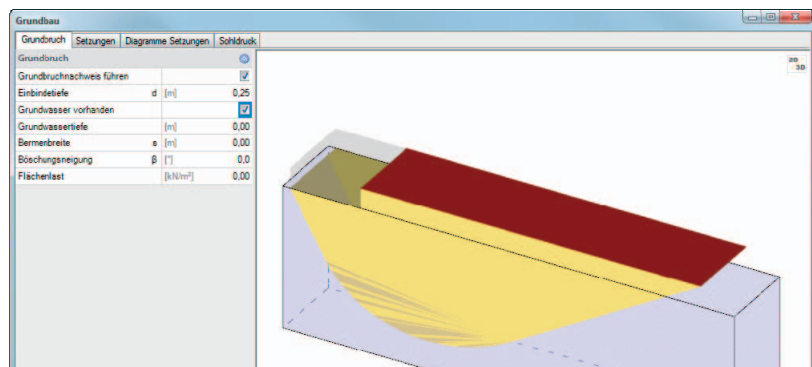 Grundbau
Grundbruch Setzungen Diagramme Setzungen Sohldruck
Grundbruch
Grundbruchnachweis führen
Einbindetiefe d [m] 0,25
Grundwasser vorhanden
Grundwassertiefe [m] 0,00
Bermenbreite s [m] 0,00
Böschungsneigung β [°] 0,0
Flächenlast [kN/m²] 0,00
2D
3D